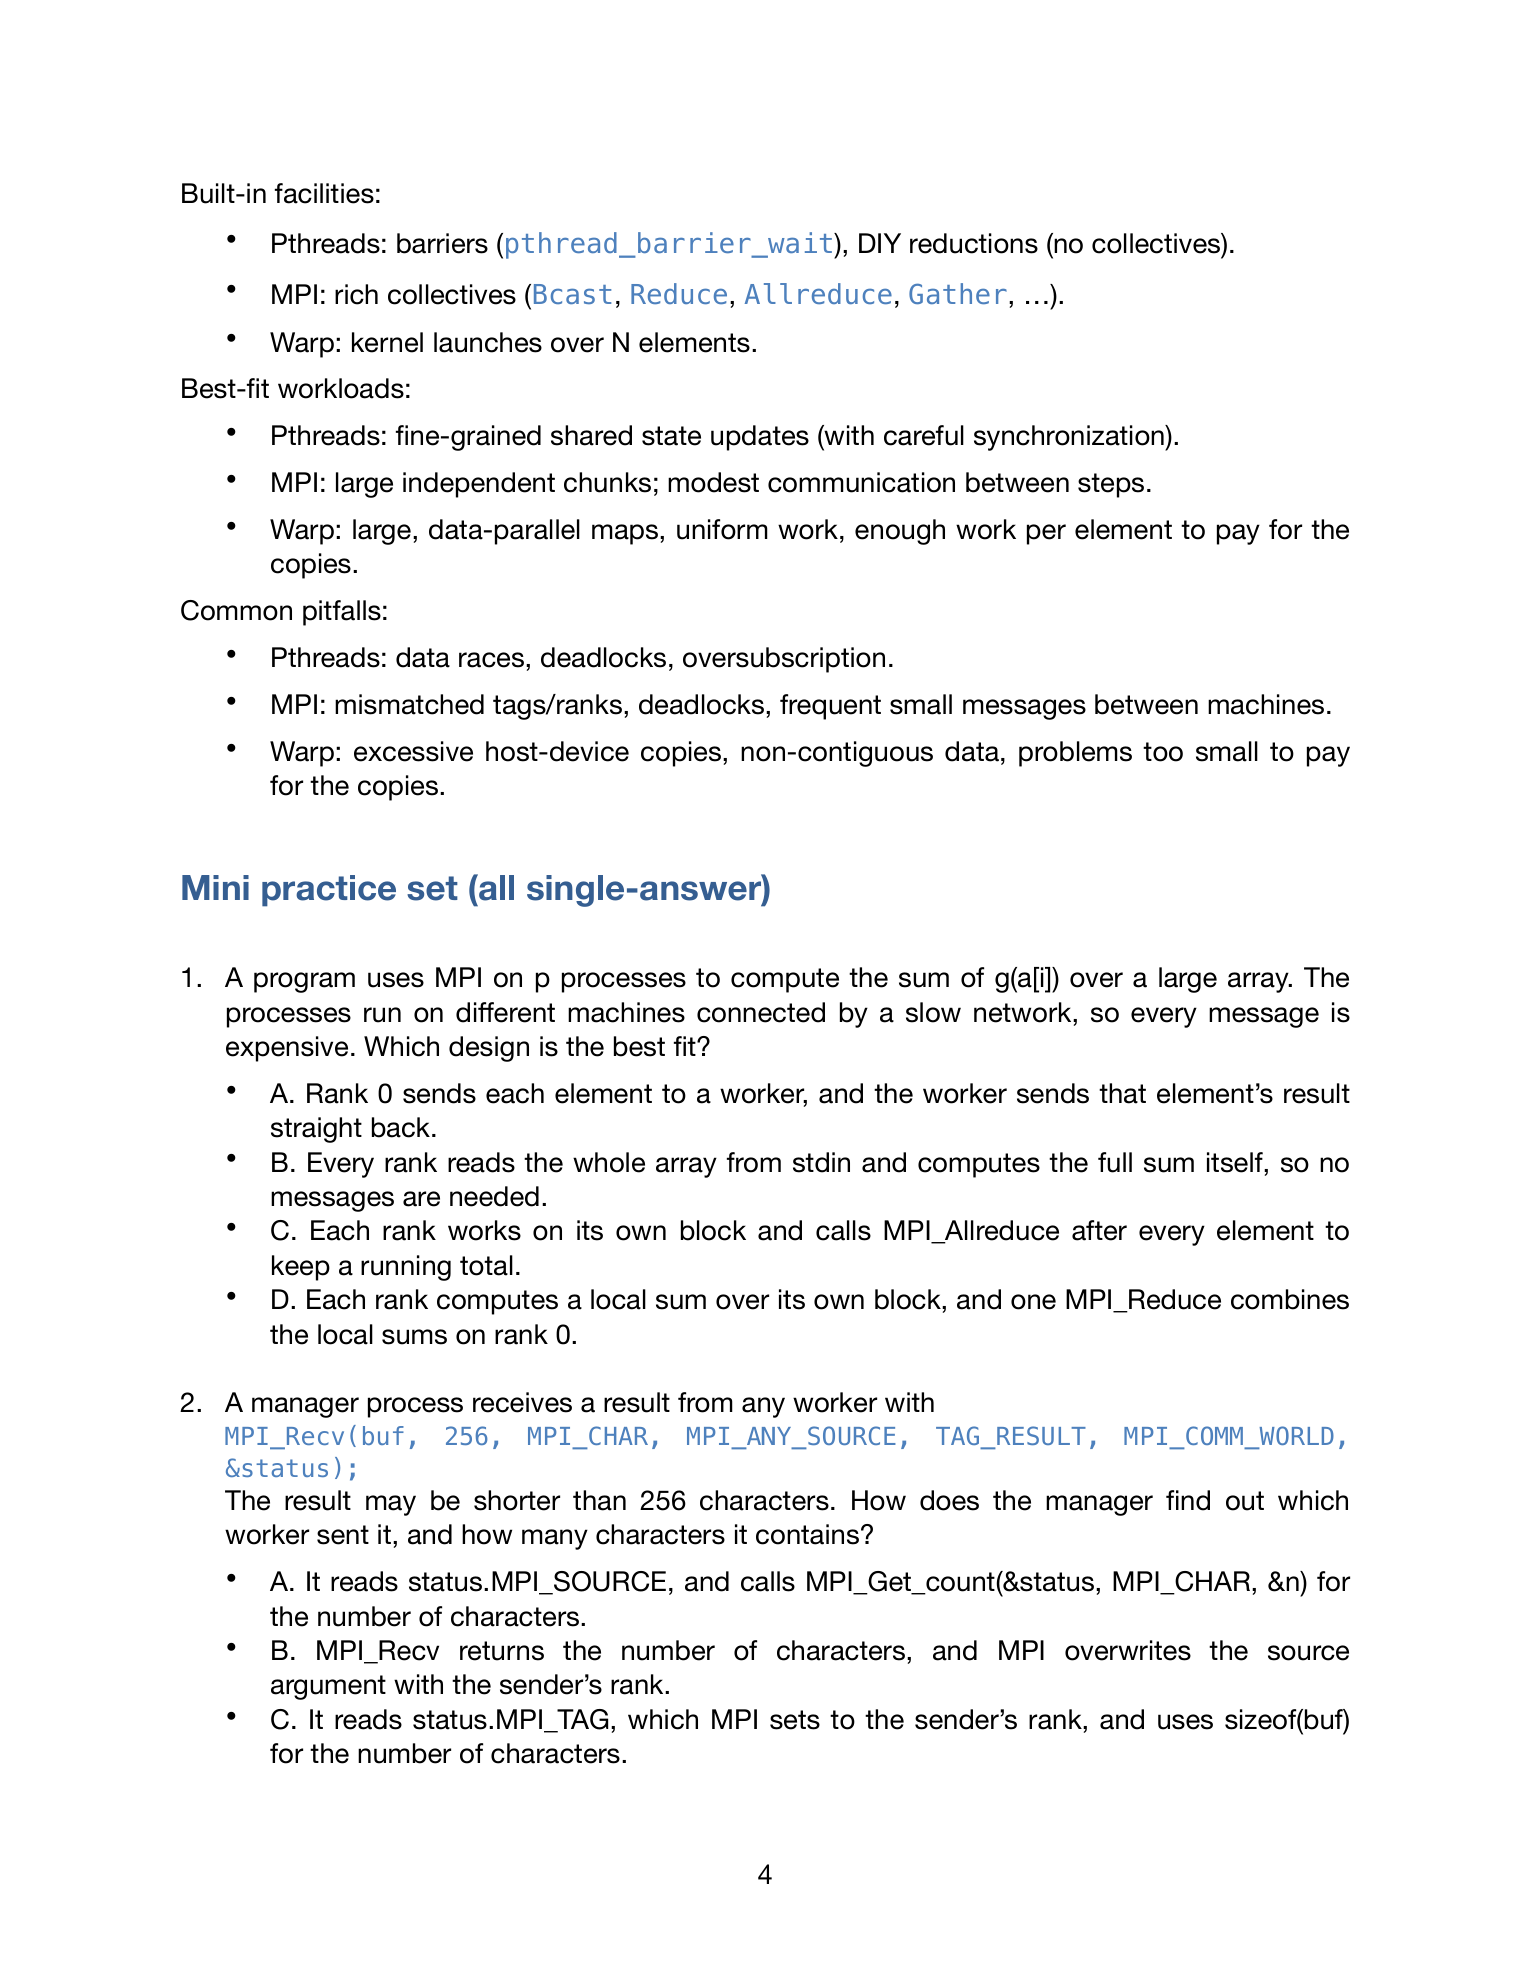 Built-in facilities:
• Pthreads: barriers (pthread_barrier_wait), DIY reductions (no collectives).
• MPI: rich collectives (Bcast, Reduce, Allreduce, Gather, …).
• Warp: kernel launches over N elements.
Best-fit workloads:
• Pthreads: fine-grained shared state updates (with careful synchronization).
• MPI: large independent chunks; modest communication between steps.
• Warp: large, data-parallel maps, uniform work, enough work per element to pay for the
copies.
Common pitfalls:
• Pthreads: data races, deadlocks, oversubscription.
• MPI: mismatched tags/ranks, deadlocks, frequent small messages between machines.
• Warp: excessive host-device copies, non-contiguous data, problems too small to pay
for the copies.
Mini practice set (all single-answer)
1. A program uses MPI on p processes to compute the sum of g(a[i]) over a large array. The
processes run on different machines connected by a slow network, so every message is
expensive. Which design is the best fit?
• A. Rank 0 sends each element to a worker, and the worker sends that element’s result
straight back.
• B. Every rank reads the whole array from stdin and computes the full sum itself, so no
messages are needed.
• C. Each rank works on its own block and calls MPI_Allreduce after every element to
keep a running total.
• D. Each rank computes a local sum over its own block, and one MPI_Reduce combines
the local sums on rank 0.
2. A manager process receives a result from any worker with
MPI_Recv(buf, 256, MPI_CHAR, MPI_ANY_SOURCE, TAG_RESULT, MPI_COMM_WORLD,
&status);
The result may be shorter than 256 characters. How does the manager find out which
worker sent it, and how many characters it contains?
• A. It reads status.MPI_SOURCE, and calls MPI_Get_count(&status, MPI_CHAR, &n) for
the number of characters.
• B. MPI_Recv returns the number of characters, and MPI overwrites the source
argument with the sender’s rank.
• C. It reads status.MPI_TAG, which MPI sets to the sender’s rank, and uses sizeof(buf)
for the number of characters.
4